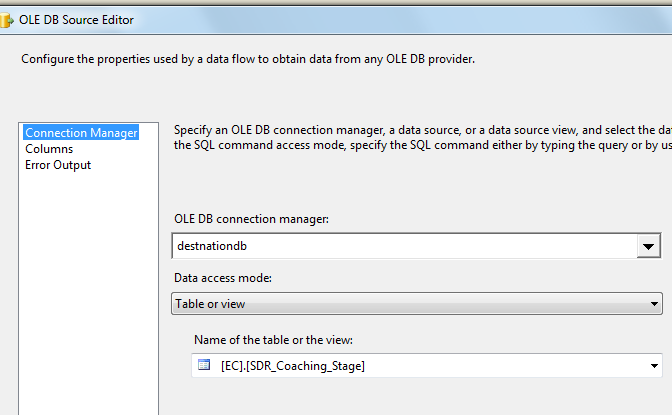 OLE DB Source Editor
Configure the properties used by a data flow to obtain data from any OLE DB provider.
Connection Manager
Columns
Error Output
Specify an OLE DB connection manager, a data source, or a data source view, and select the da
the SQL command access mode, specify the SQL command either by typing the query or by us
OLE DB connection manager:
destnationdb
Data access mode:
Table or view
Name of the table or the view:
[EC].[SDR_Coaching_Stage]